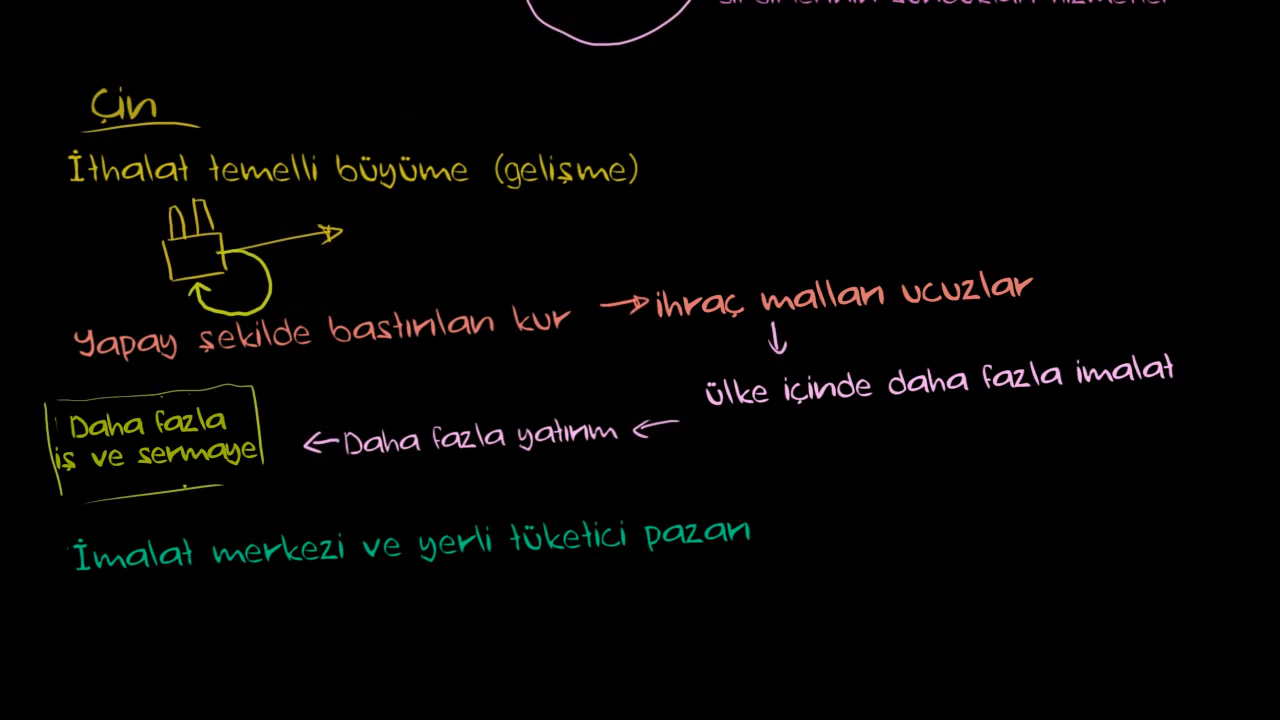 Çin
İthalat temelli büyüme (gelişme)
Yapay şekilde bastırılan kur → ihraç malları ucuzlar
ülke içinde daha fazla imalat
← Daha fazla yatırım ←
Daha fazla
iş ve sermaye
İmalat merkezi ve yerli tüketici pazarı